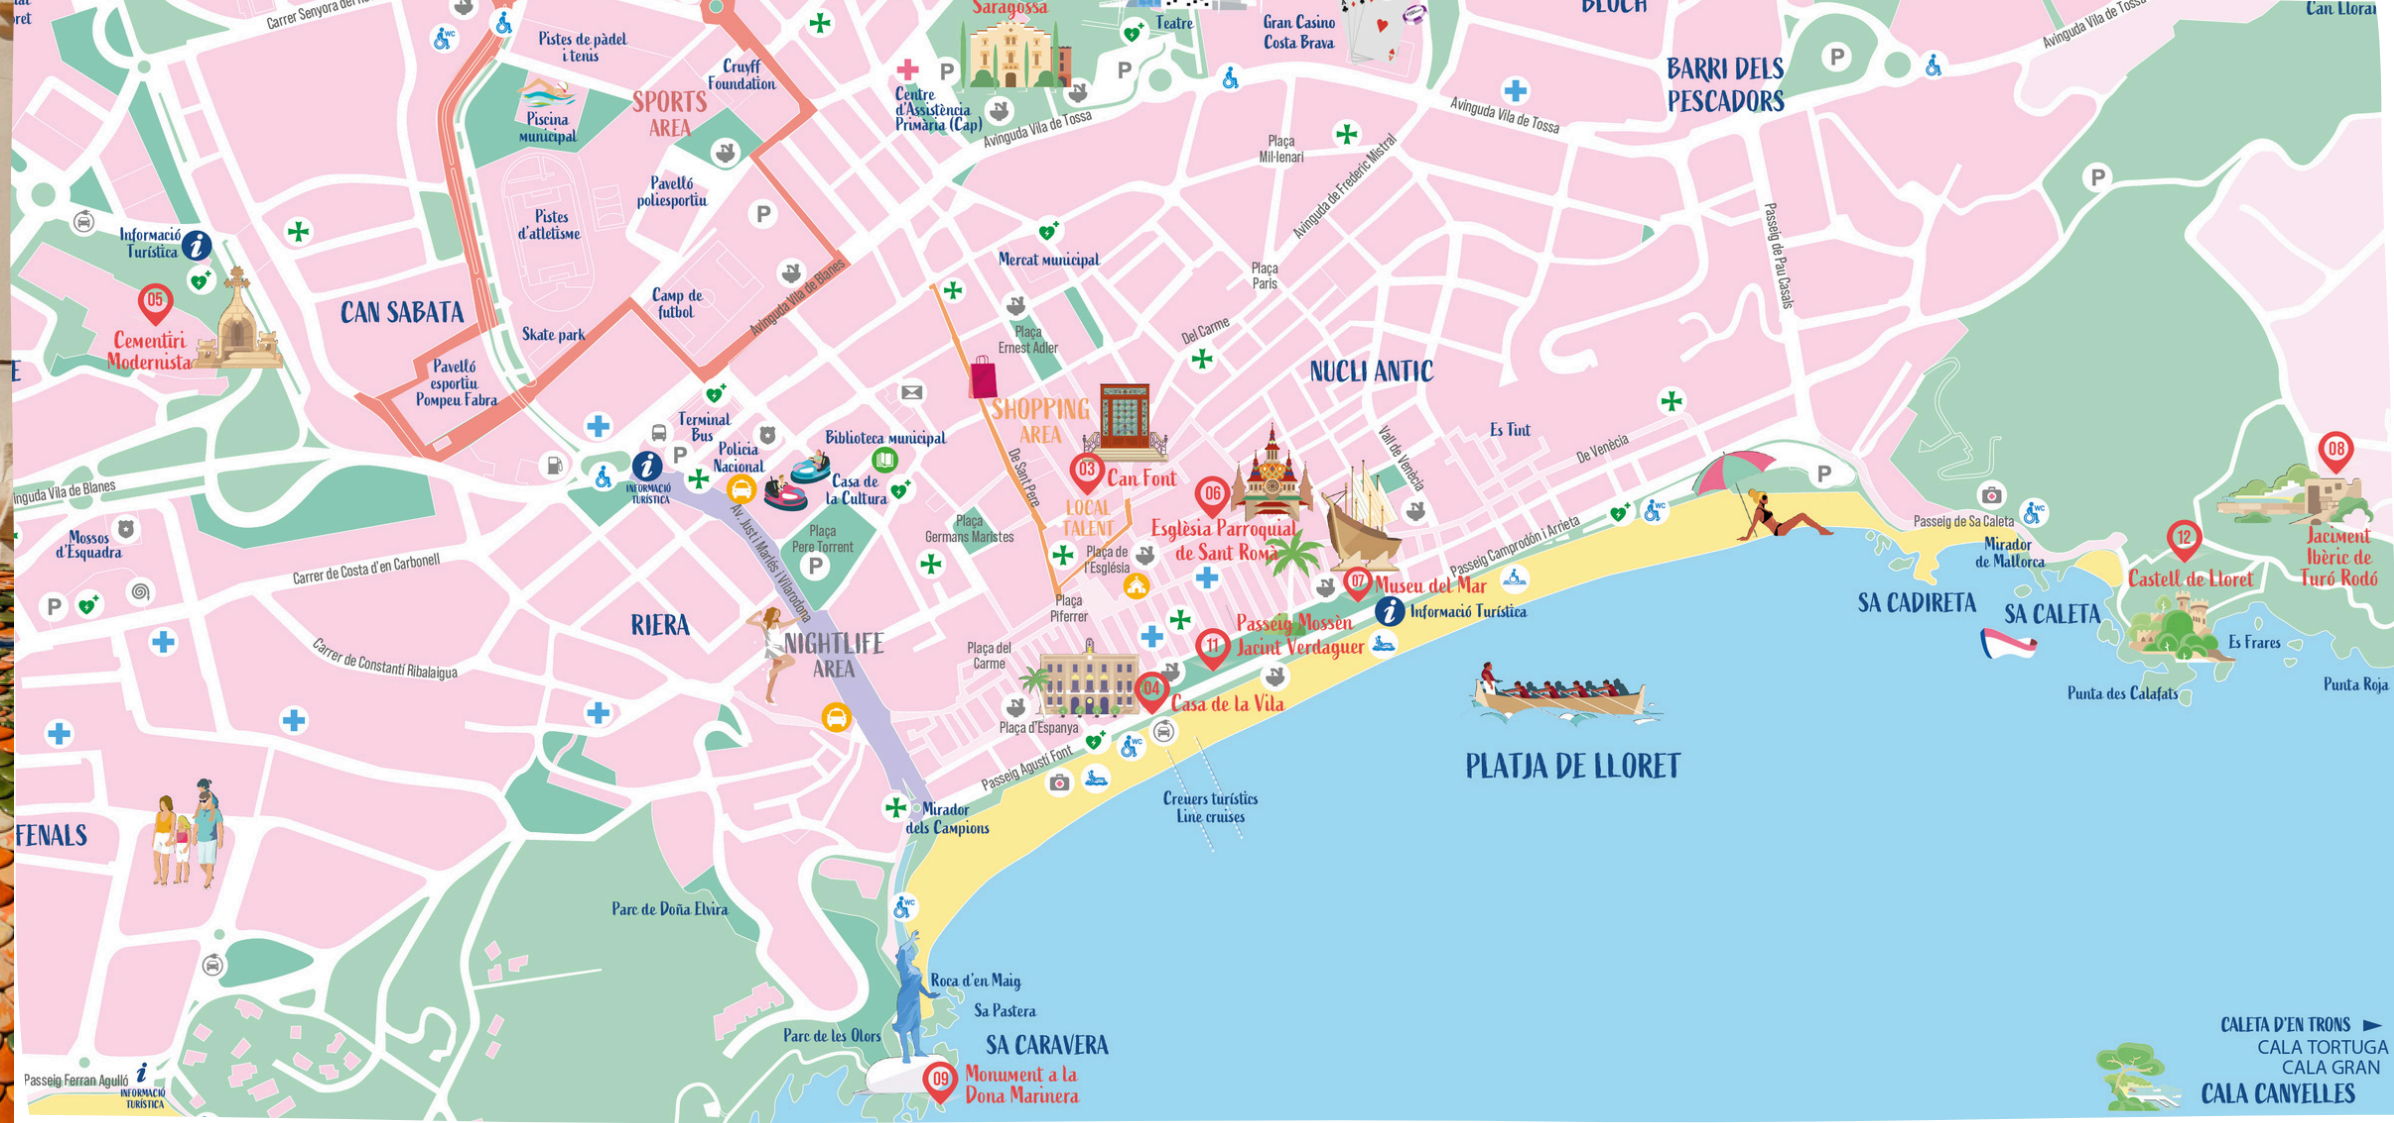 Carrer Senyora del
Saragossa
Teatre
Gran Casino
Costa Brava
BARRI DELS
PESCADORS
Avinguda Vila de Tossa
Pistes de pàdel
i tenis
Cruyff
Foundation
SPORTS
AREA
Piscina
municipal
P
P
P
Centre
d'Assistència
Primària (Cap)
Avinguda Vila de Tossa
Avinguda Vila de Tossa
Plaça
Mil·lenari
Avinguda de Frederic Mistral
P
WC
Pavelló
poliesportiu
P
Pistes
d'atletisme
Informació
Turística
i
Mercat municipal
Plaça
Paris
Passeig de Pau Casals
05
Cementiri
Modernista
CAN SABATA
Camp de
futbol
Avinguda Vila de Blanes
Skate park
Plaça
Ernest Adler
Del Carme
NUCLI ANTIC
Pavelló
esportiu
Pompeu Fabra
SHOPPING
AREA
Terminal
Bus
P
Policia
Nacional
Biblioteca municipal
Es Tint
Vall de Venècia
De Venècia
03
Can Font
06
08
i
INFORMACIÓ
TURÍSTICA
Casa de
la Cultura
De Sant Pere
LOCAL
TALENT
P
inguda Vila de Blanes
Av. Just i Marlés i Vilarodona
Plaça
Germans Maristes
Església Parroquial
de Sant Romà
Passeig Camprodón i Arrieta
WC
WC
Passeig de Sa Caleta
Mirador
de Mallorca
12
Castell de Lloret
Jaciment
Ibèric de
Turó Rodó
Mossos
d'Esquadra
Plaça
Pere Torrent
P
Plaça de
l'Església
07
Museu del Mar
Carrer de Costa d'en Carbonell
P
Plaça
Piferrer
i
Informació Turística
SA CADIRETA
SA CALETA
RIERA
NIGHTLIFE
AREA
Passeig Mossèn
Jacint Verdaguer
11
Es Frares
Carrer de Constantí Ribalaigua
Plaça del
Carme
04
Casa de la Vila
Punta des Calafats
Punta Roja
Plaça d'Espanya
Passeig Agustí Font
WC
PLATJA DE LLORET
Creuers turístics
Line cruises
Mirador
dels Campions
FENALS
WC
Parc de Doña Elvira
Roca d'en Maig
Sa Pastera
Parc de les Olors
SA CARAVERA
09
Monument a la
Dona Marinera
Passeig Ferran Agulló
i
INFORMACIÓ
TURÍSTICA
CALETA D'EN TRONS
CALA TORTUGA
CALA GRAN
CALA CANYELLES